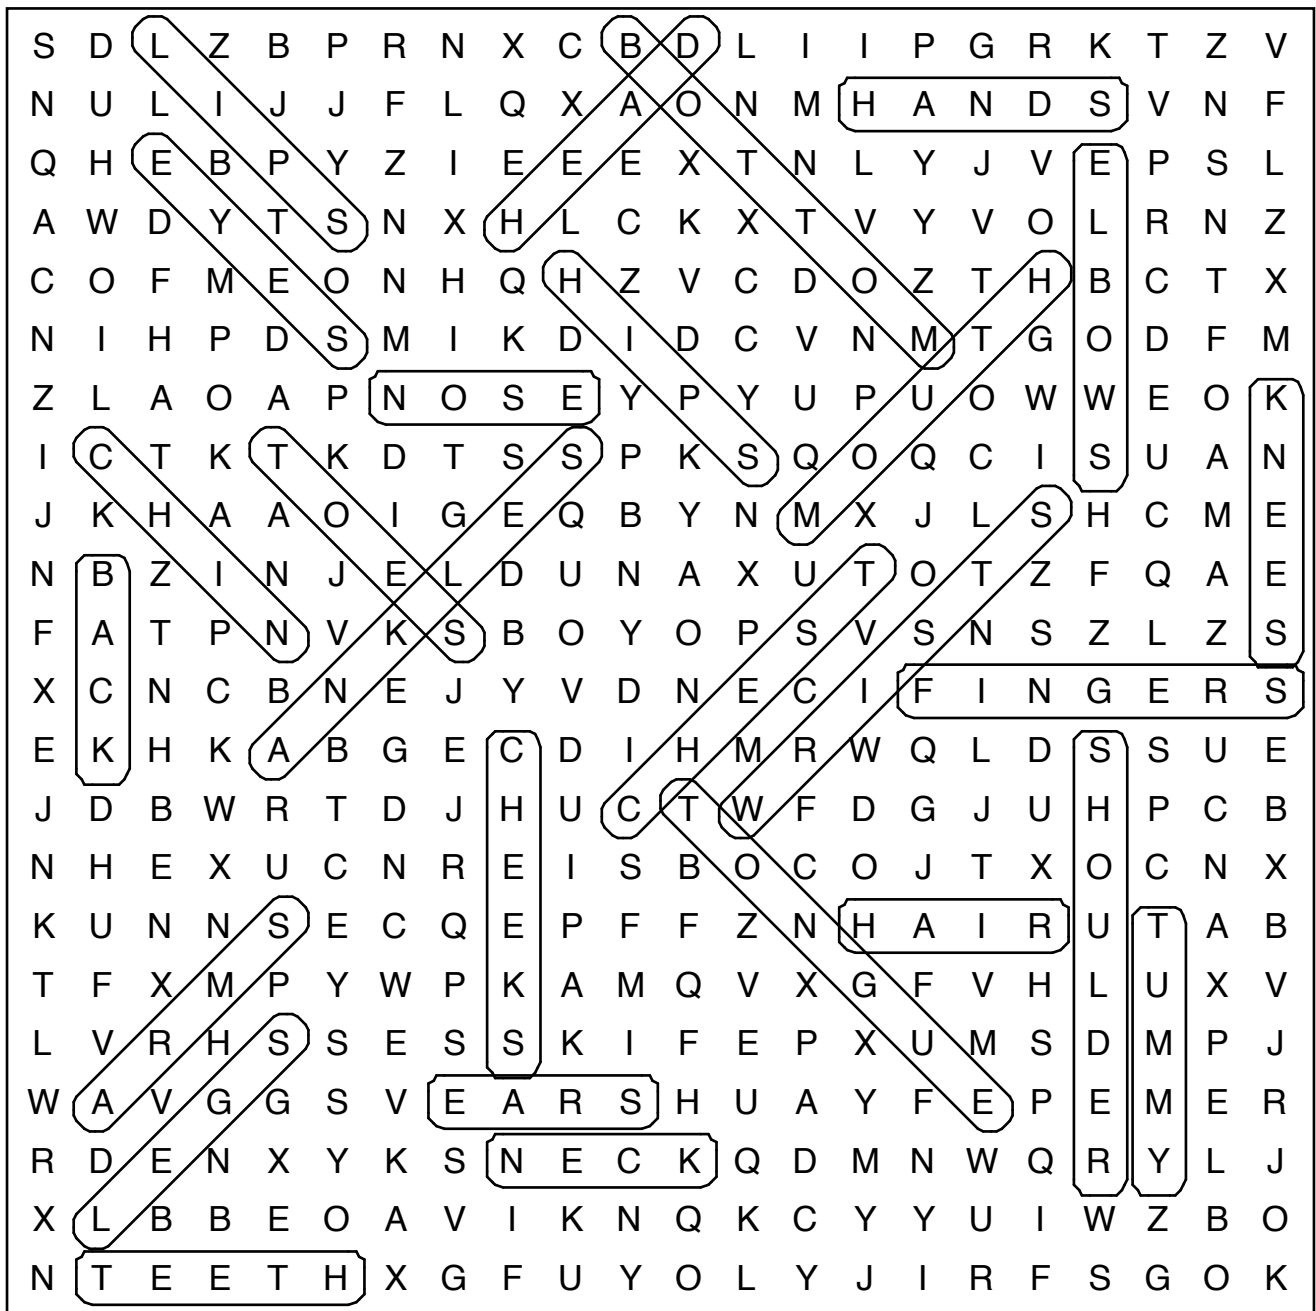 S D L Z B P R N X C B D L I I P G R K T Z V
N U L I J J F L Q X A O N M H A N D S V N F
Q H E B P Y Z I E E E X T N L Y J V E P S L
A W D Y T S N X H L C K X T V Y V O L R N Z
C O F M E O N H Q H Z V C D O Z T H B C T X
N I H P D S M I K D I D C V N M T G O D F M
Z L A O A P N O S E Y P Y U P U O W W E O K
I C T K T K D T S S P K S Q O Q C I S U A N
J K H A A O I G E Q B Y N M X J L S H C M E
N B Z I N J E L D U N A X U T O T Z F Q A E
F A T P N V K S B O Y O P S V S N S Z L Z S
X C N C B N E J Y V D N E C I F I N G E R S
E K H K A B G E C D I H M R W Q L D S S U E
J D B W R T D J H U C T W F D G J U H P C B
N H E X U C N R E I S B O C O J T X O C N X
K U N N S E C Q E P F F Z N H A I R U T A B
T F X M P Y W P K A M Q V X G F V H L U X V
L V R H S S E S S K I F E P X U M S D M P J
W A V G G S V E A R S H U A Y F E P E M E R
R D E N X Y K S N E C K Q D M N W Q R Y L J
X L B B E O A V I K N Q K C Y Y U I W Z B O
N T E E T H X G F U Y O L Y J I R F S G O K